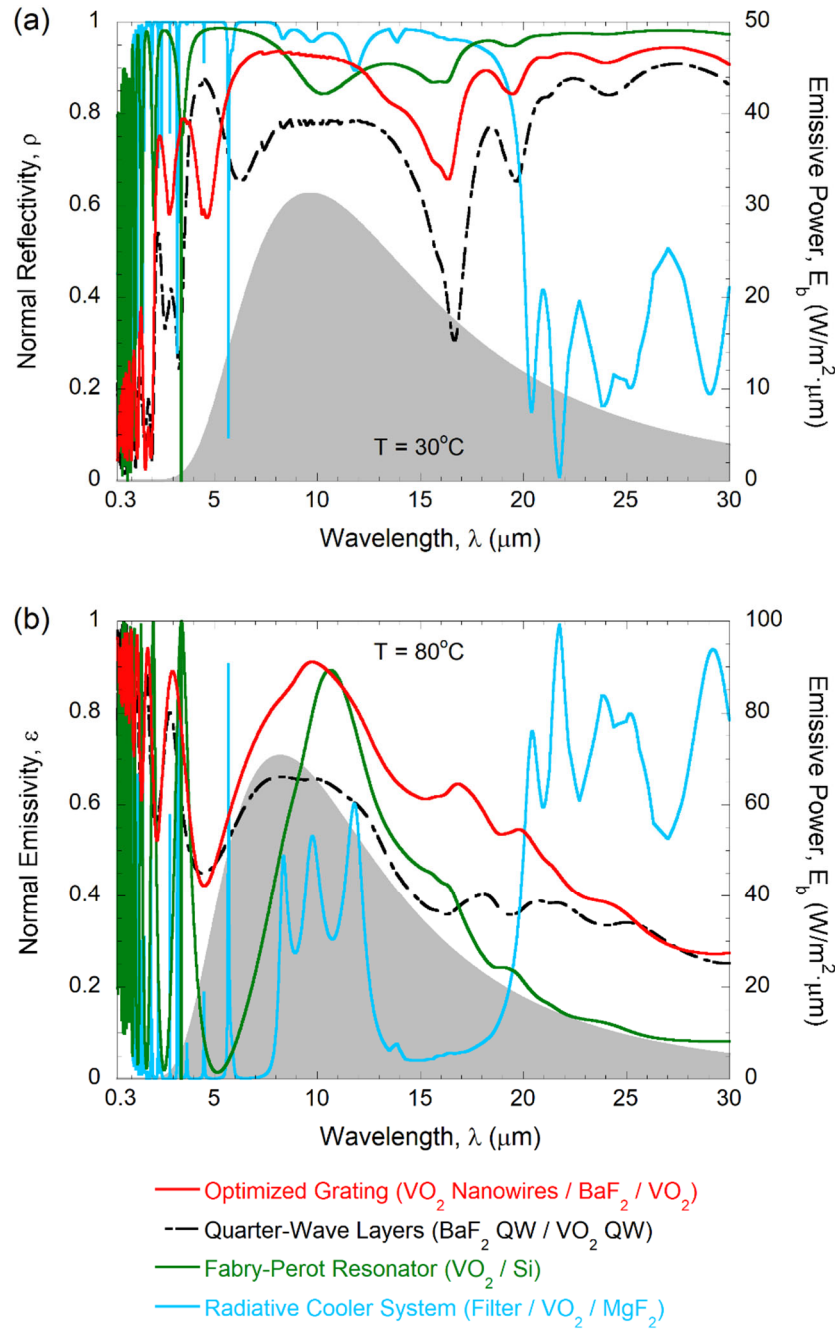 (a)
1
0.8
0.6
0.4
0.2
0
Normal Reflectivity, ρ
50
40
30
20
10
0
Emissive Power, E_b (W/m²·μm)
T = 30°C
0.3 5 10 15 20 25 30
Wavelength, λ (μm)
(b)
1
0.8
0.6
0.4
0.2
0
Normal Emissivity, ε
100
80
60
40
20
0
Emissive Power, E_b (W/m²·μm)
T = 80°C
0.3 5 10 15 20 25 30
Wavelength, λ (μm)
Optimized Grating (VO₂ Nanowires / BaF₂ / VO₂)
Quarter-Wave Layers (BaF₂ QW / VO₂ QW)
Fabry-Perot Resonator (VO₂ / Si)
Radiative Cooler System (Filter / VO₂ / MgF₂)